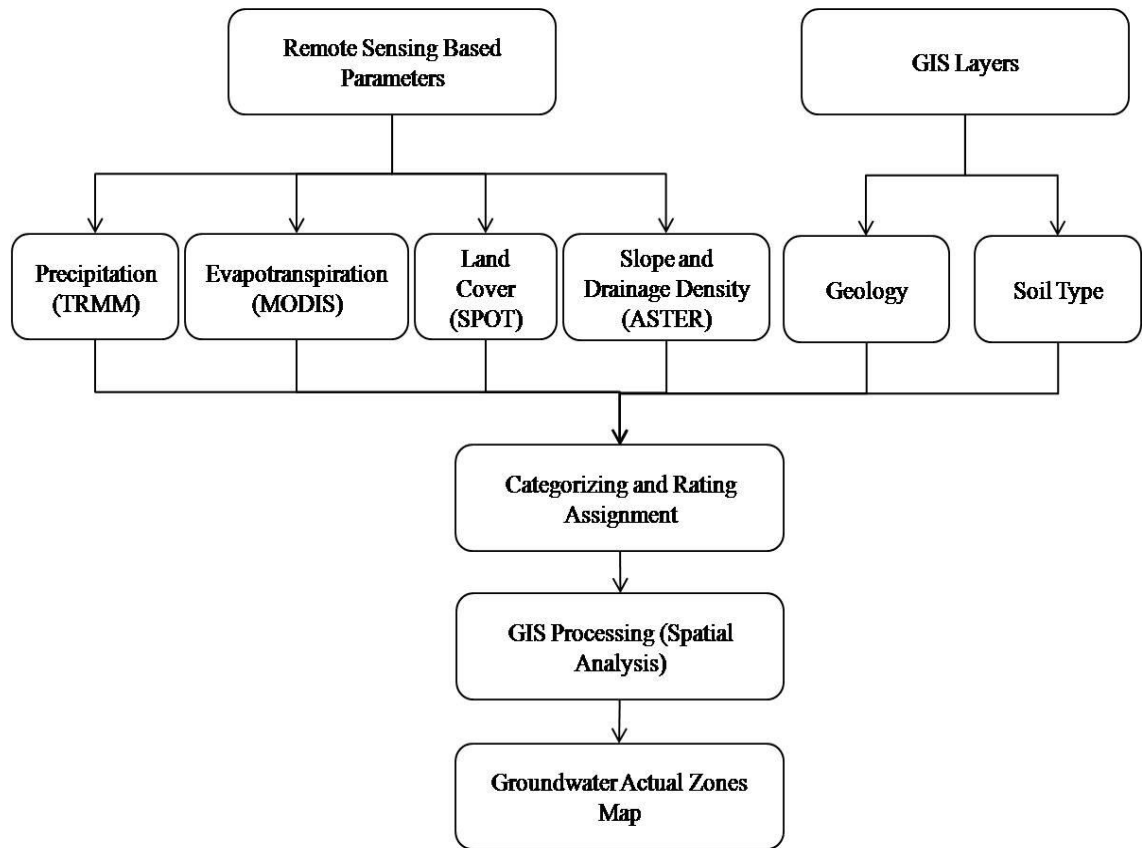 Remote Sensing Based
Parameters
GIS Layers
Precipitation
(TRMM)
Evapotranspiration
(MODIS)
Land
Cover
(SPOT)
Slope and
Drainage Density
(ASTER)
Geology
Soil Type
Categorizing and Rating
Assignment
GIS Processing (Spatial
Analysis)
Groundwater Actual Zones
Map